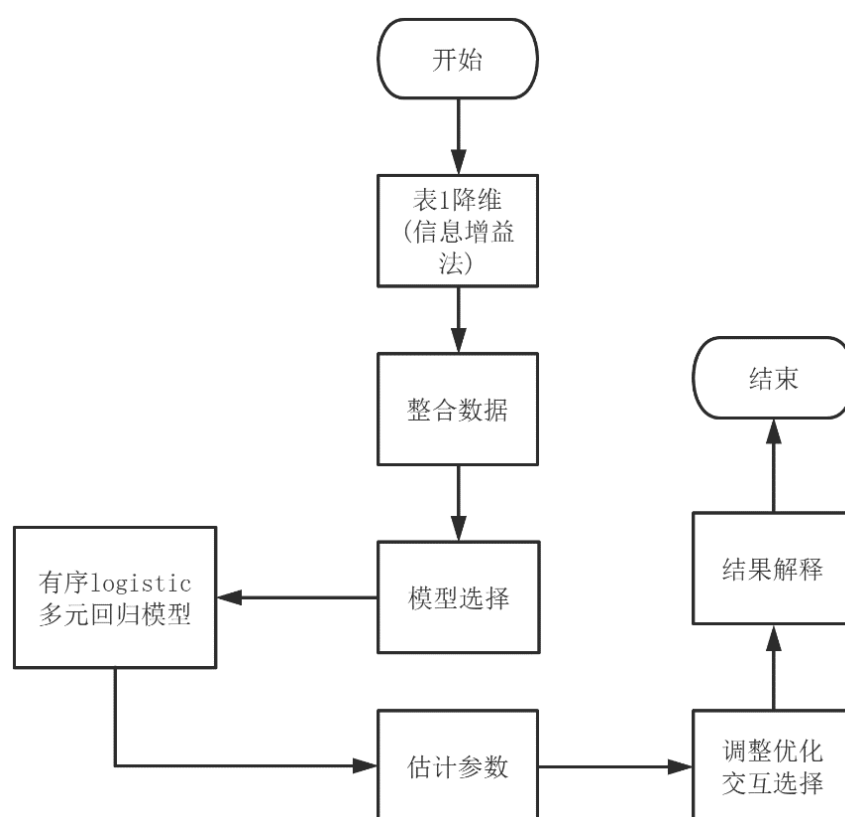 开始
表1降维
(信息增益
法)
整合数据
模型选择
有序logistic
多元回归模型
估计参数
调整优化
交互选择
结果解释
结束